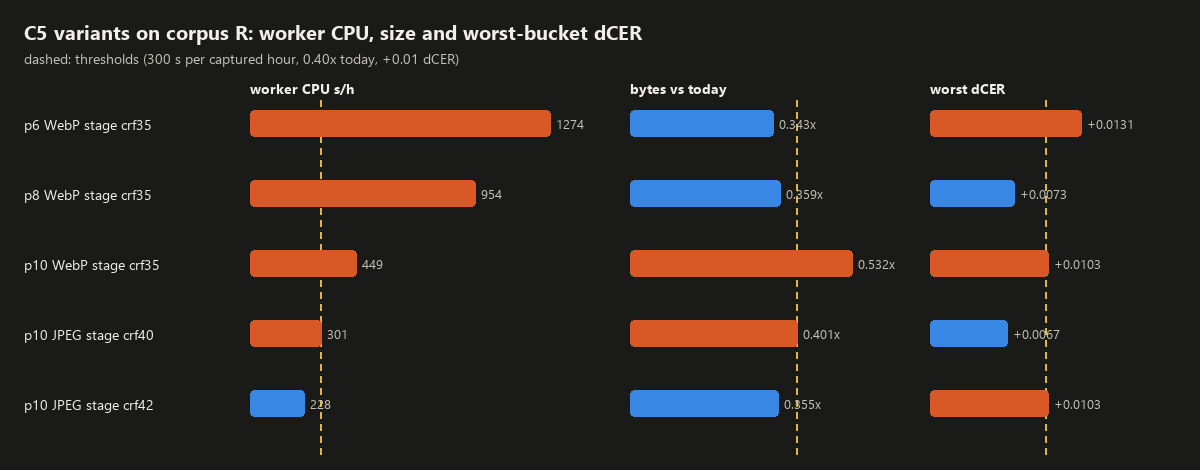 C5 variants on corpus R: worker CPU, size and worst-bucket dCER
dashed: thresholds (300 s per captured hour, 0.40x today, +0.01 dCER)
worker CPU s/h bytes vs today worst dCER
p6 WebP stage crf35 1274 0.343x +0.0131
p8 WebP stage crf35 954 0.359x +0.0073
p10 WebP stage crf35 449 0.532x +0.0103
p10 JPEG stage crf40 301 0.401x +0.0067
p10 JPEG stage crf42 228 0.355x +0.0103